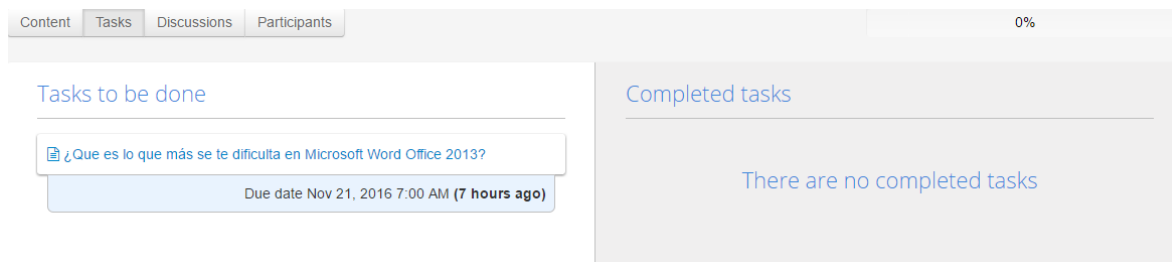 Content Tasks Discussions Participants 0%
Tasks to be done
¿Que es lo que más se te dificulta en Microsoft Word Office 2013?
Due date Nov 21, 2016 7:00 AM (7 hours ago)
Completed tasks
There are no completed tasks